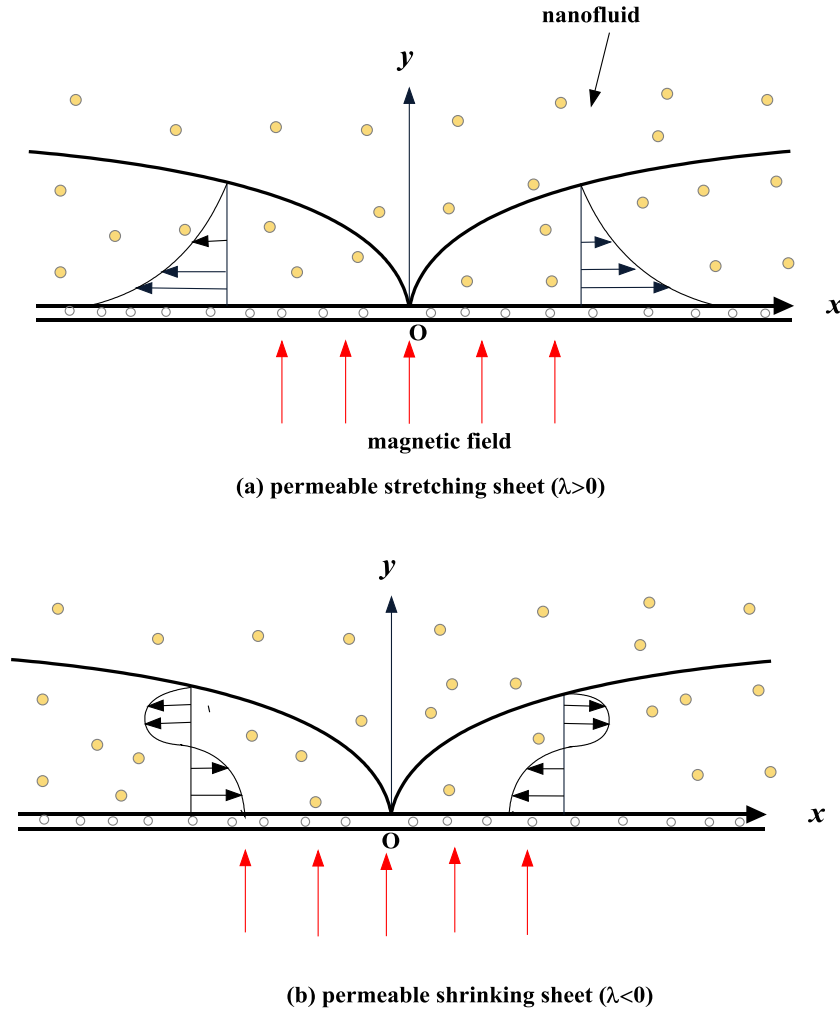 nanofluid
y
x
O
magnetic field
(a) permeable stretching sheet (λ>0)
y
x
O
(b) permeable shrinking sheet (λ<0)